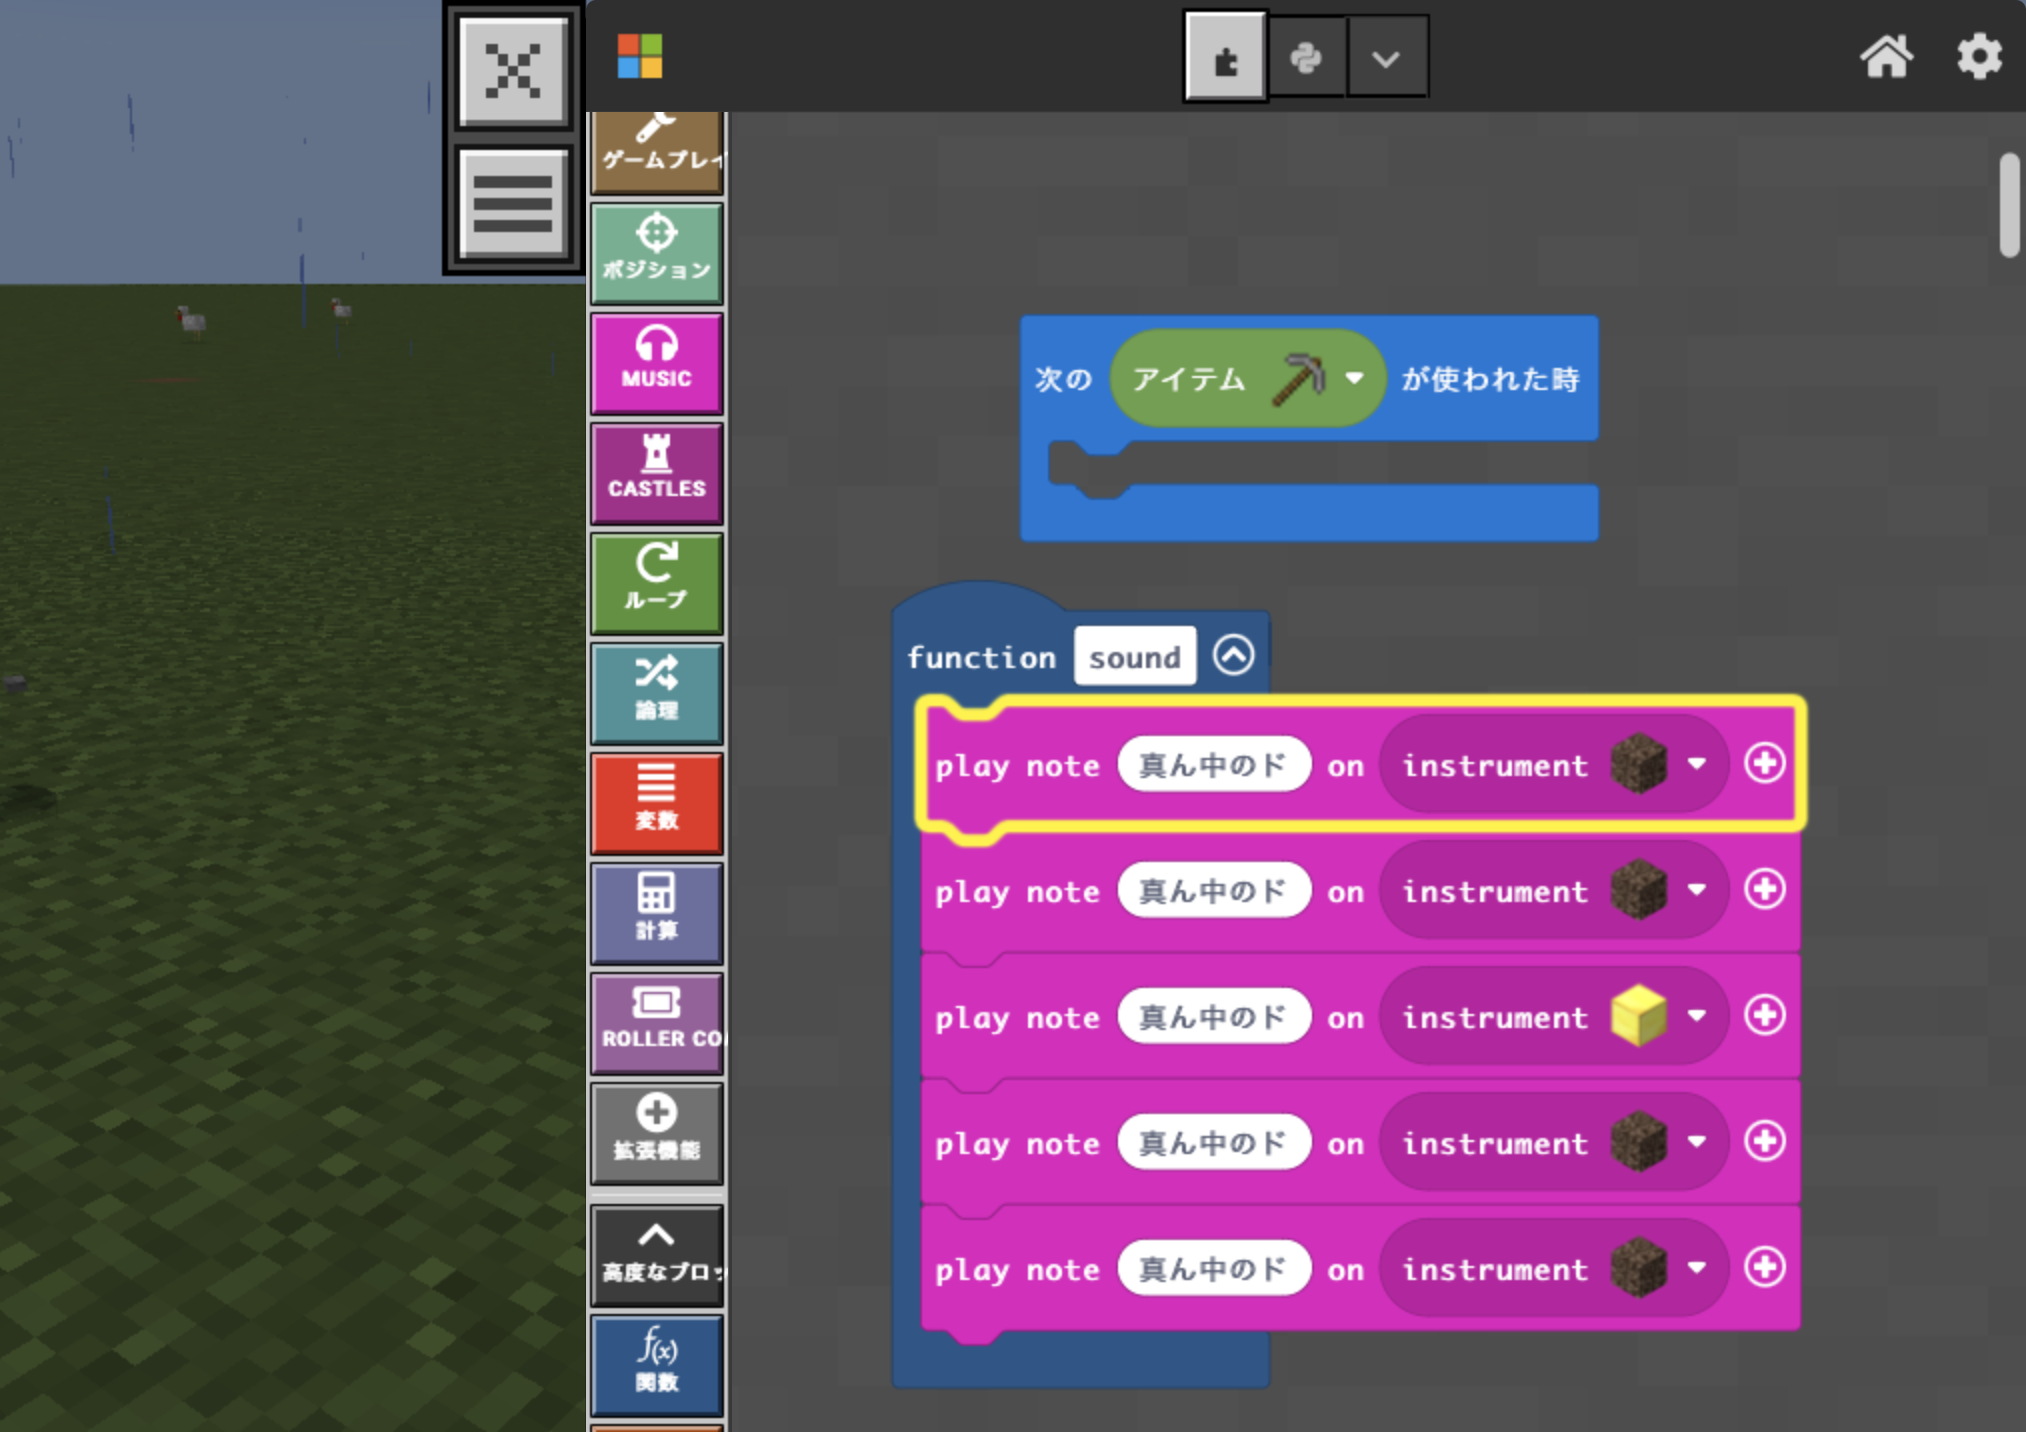 ゲームプレイ
ポジション
MUSIC
CASTLES
ループ
論理
変数
計算
ROLLER CO
拡張機能
高度なブロッ
関数
次の アイテム が使われた時
function sound
play note 真ん中のド on instrument
play note 真ん中のド on instrument
play note 真ん中のド on instrument
play note 真ん中のド on instrument
play note 真ん中のド on instrument